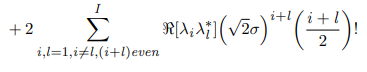 $+ 2 \sum_{i,l=1, i \neq l, (i+l) even}^{I} \Re[\lambda_i \lambda_l^*] \left( \sqrt{2} \sigma \right)^{i+l} \left( \frac{i+l}{2} \right)!$